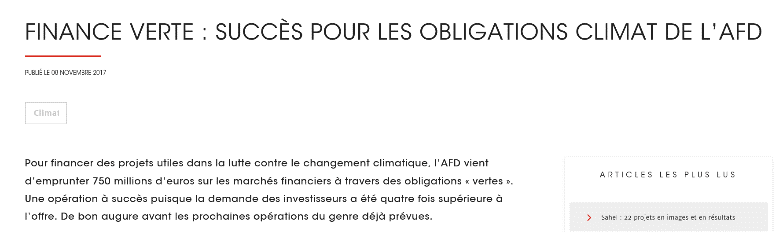 FINANCE VERTE : SUCCÈS POUR LES OBLIGATIONS CLIMAT DE L'AFD
PUBLIÉ LE 08 NOVEMBRE 2017
Climat
Pour financer des projets utiles dans la lutte contre le changement climatique, l'AFD vient
d'emprunter 750 millions d'euros sur les marchés financiers à travers des obligations « vertes ».
Une opération à succès puisque la demande des investisseurs a été quatre fois supérieure à
l'offre. De bon augure avant les prochaines opérations du genre déjà prévues.
ARTICLES LES PLUS LUS
Sahel : 22 projets en images et en résultats